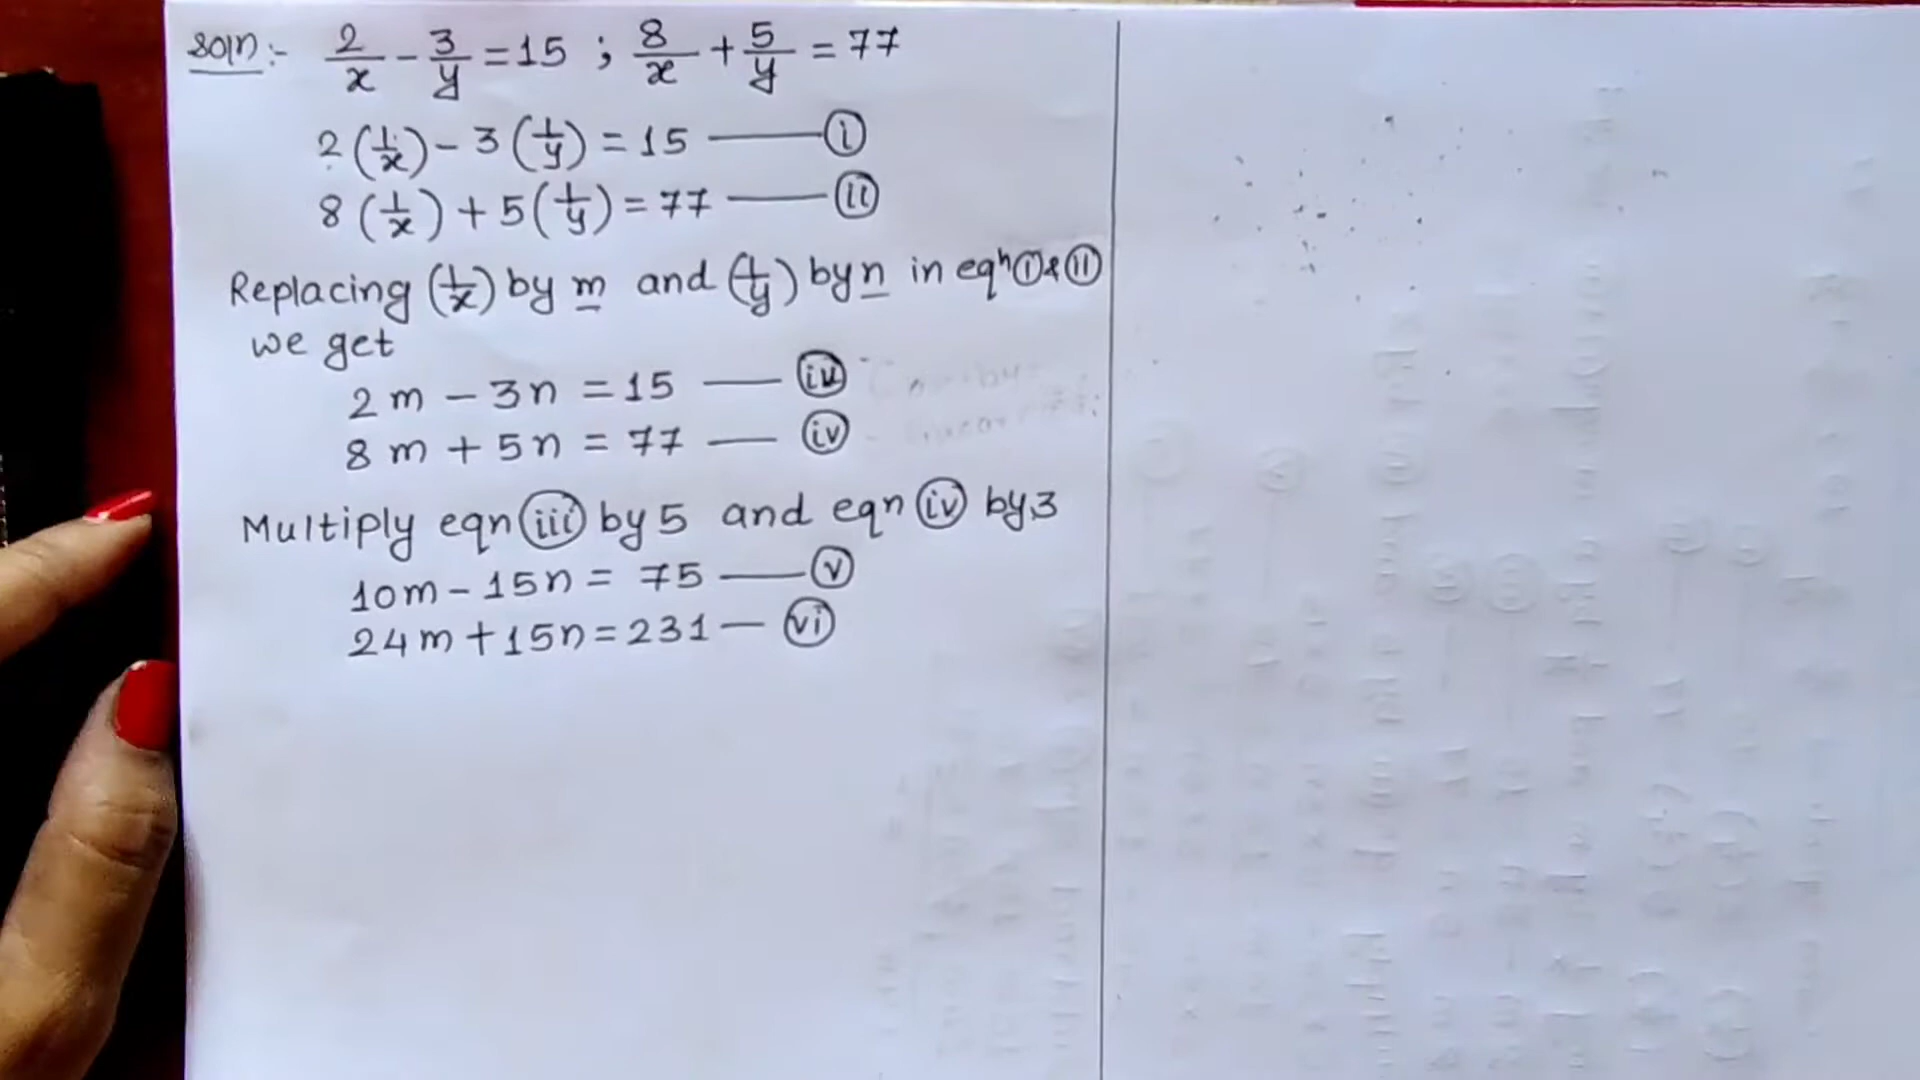 soln:- 2/x - 3/y = 15 ; 8/x + 5/y = 77
2(1/x) - 3(1/y) = 15 —— (i)
8(1/x) + 5(1/y) = 77 —— (ii)
Replacing (1/x) by m and (1/y) by n in eqn (i) & (ii)
we get
2m - 3n = 15 —— (iii)
8m + 5n = 77 —— (iv)
Multiply eqn (iii) by 5 and eqn (iv) by 3
10m - 15n = 75 —— (v)
24m + 15n = 231 — (vi)